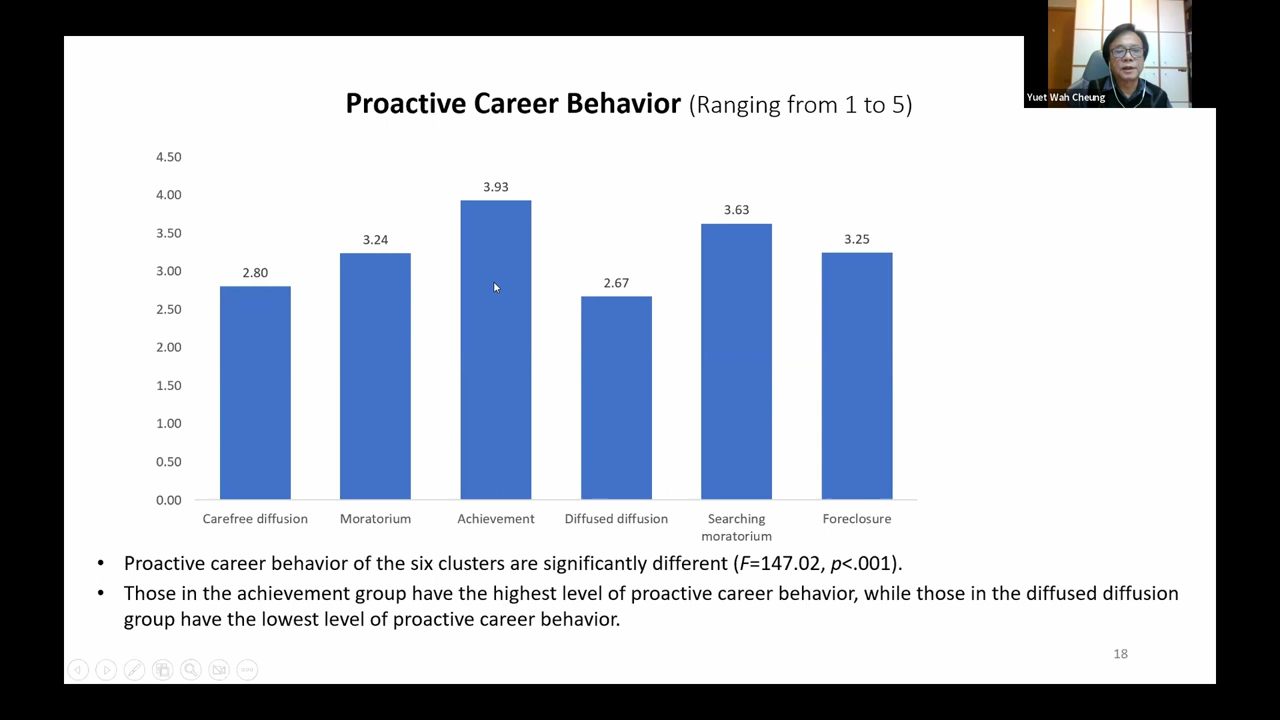 Proactive Career Behavior (Ranging from 1 to 5)
Yuet Wah Cheung
4.50
4.00
3.50
3.00
2.50
2.00
1.50
1.00
0.50
0.00
2.80
3.24
3.93
2.67
3.63
3.25
Carefree diffusion
Moratorium
Achievement
Diffused diffusion
Searching
moratorium
Foreclosure
• Proactive career behavior of the six clusters are significantly different (F=147.02, p<.001).
• Those in the achievement group have the highest level of proactive career behavior, while those in the diffused diffusion
group have the lowest level of proactive career behavior.
18